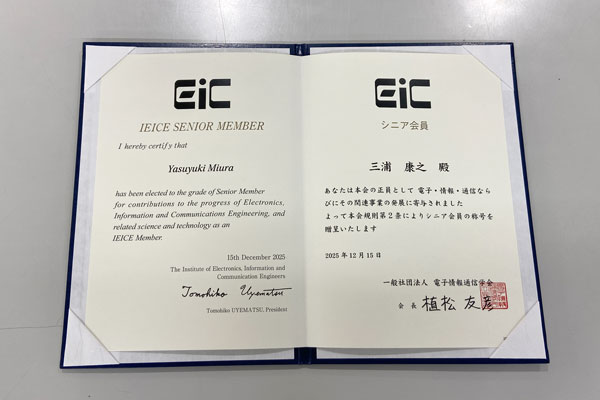 EiC
IEICE SENIOR MEMBER
I hereby certify that
Yasuyuki Miura
has been elected to the grade of Senior Member
for contributions to the progress of Electronics,
Information and Communications Engineering, and
related science and technology as an
IEICE Member.
15th December 2025
The Institute of Electronics, Information and
Communication Engineers
Tomohiko Uyematsu
Tomohiko UYEMATSU, President
EiC
シニア会員
三浦 康之 殿
あなたは本会の正員として 電子・情報・通信なら
びにその関連事業の発展に寄与されました
よって本会規則第2条によりシニア会員の称号を
贈呈いたします
2025年12月15日
一般社団法人 電子情報通信学会
会長 植松友彦